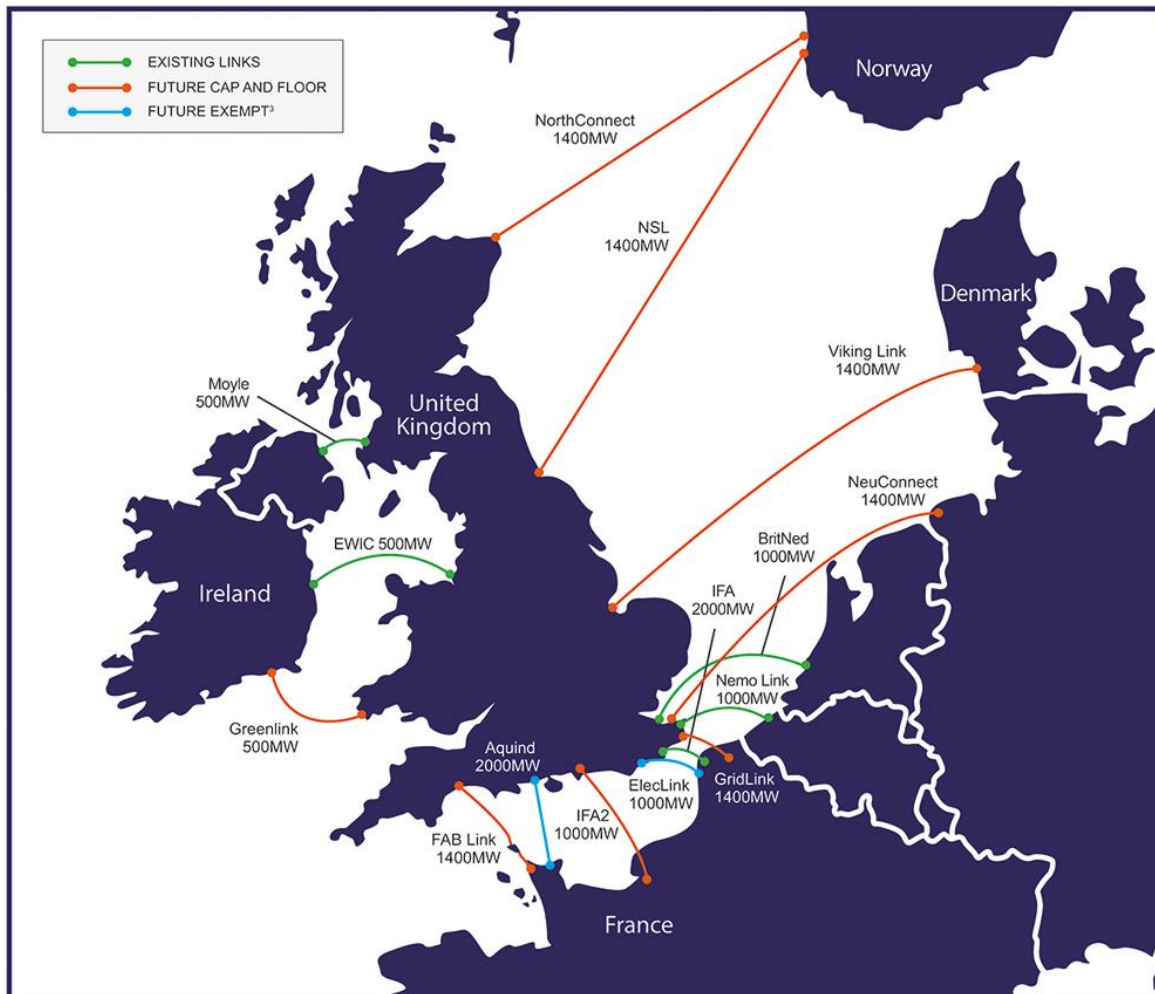 EXISTING LINKS
FUTURE CAP AND FLOOR
FUTURE EXEMPT³
Norway
NorthConnect
1400MW
NSL
1400MW
Denmark
Viking Link
1400MW
Moyle
500MW
United
Kingdom
NeuConnect
1400MW
BritNed
1000MW
EWIC 500MW
IFA
2000MW
Ireland
Nemo Link
1000MW
Greenlink
500MW
Aquind
2000MW
ElecLink
1000MW
GridLink
1400MW
IFA2
1000MW
FAB Link
1400MW
France